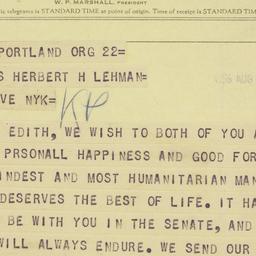 W. P. MARSHALL, PRESIDENT
telegrams is STANDARD TIME at point of origin. Time of receipt is STANDARD TIM
PORTLAND ORG 22=
S HERBERT H LEHMAN=
VE NYK=
EDITH, WE WISH TO BOTH OF YOU A
PRSONALL HAPPINESS AND GOOD FOR
INDEST AND MOST HUMANITARIAN MAN
DESERVES THE BEST OF LIFE. IT HA
BE WITH YOU IN THE SENATE, AND
WILL ALWAYS ENDURE. WE SEND OUR